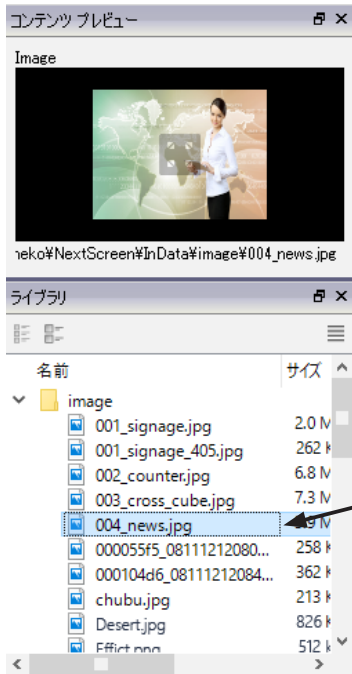 コンテンツ プレビュー
Image
neko¥NextScreen¥InData¥image¥004_news.jpg
ライブラリ
名前 サイズ
image
001_signage.jpg 2.0 M
001_signage_405.jpg 262 k
002_counter.jpg 6.8 M
003_cross_cube.jpg 7.3 M
004_news.jpg
000055f5_08111212080... 258 k
000104d6_08111212084... 362 k
chubu.jpg 213 k
Desert.jpg 826 k
Effict.png 512 k